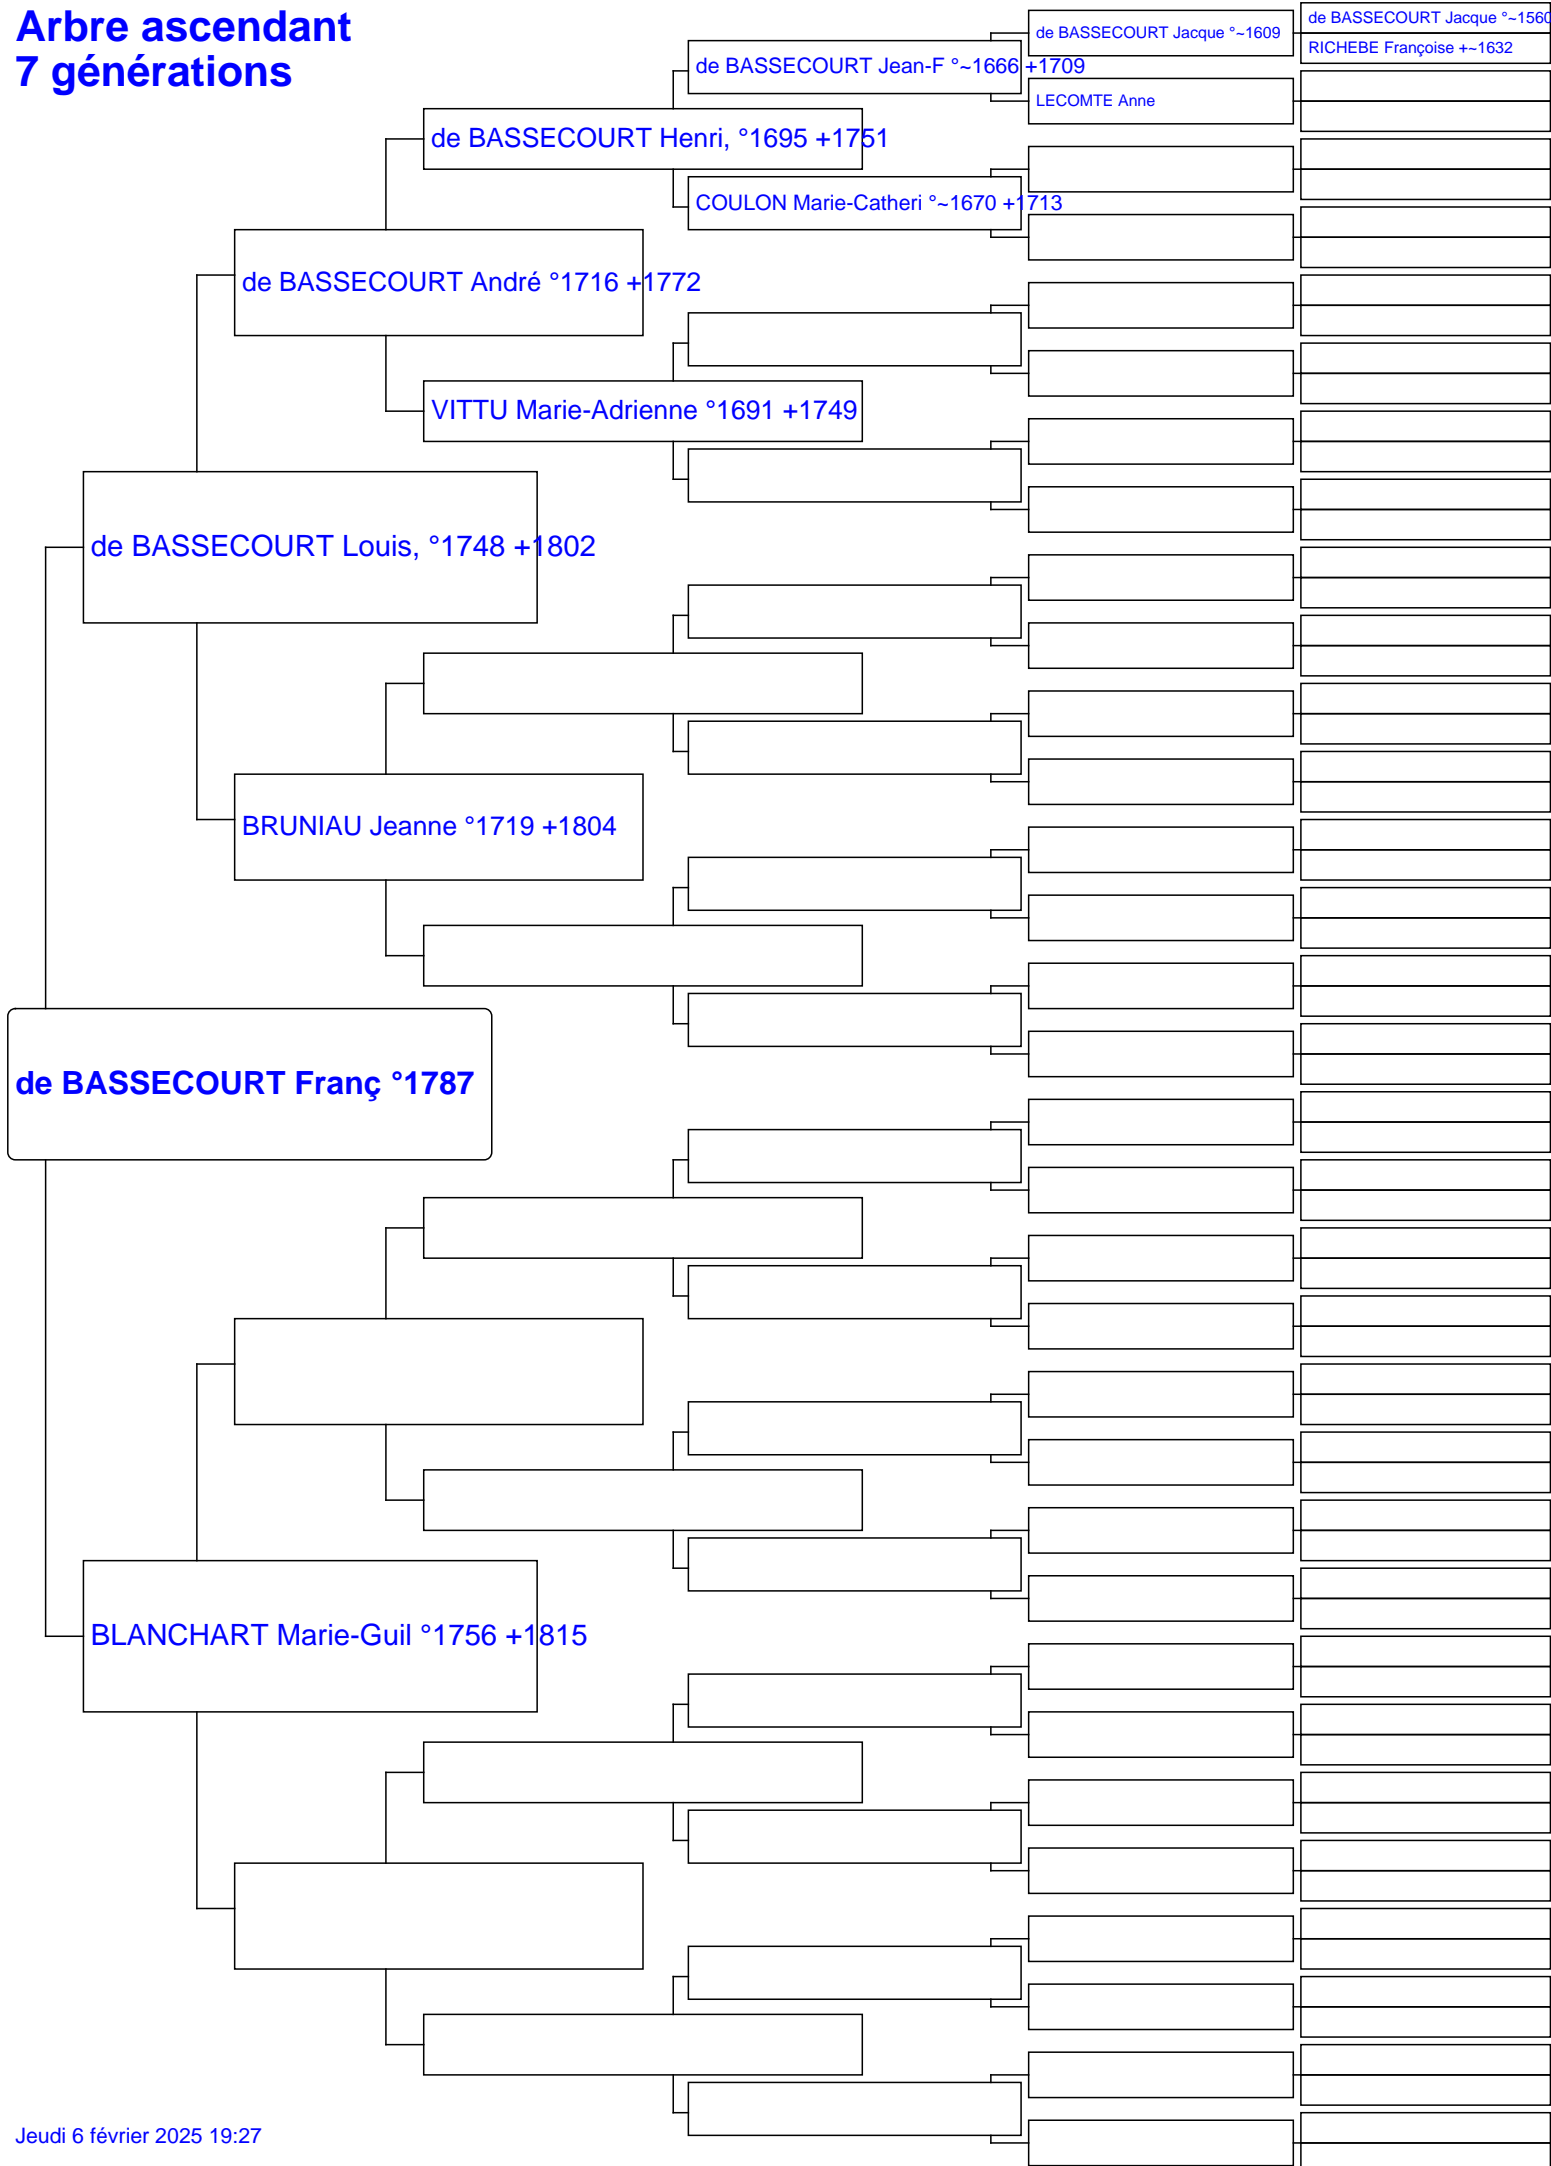 Arbre ascendant
7 générations
de BASSECOURT Jacque °~1560
RICHEBE Françoise +~1632
de BASSECOURT Jacque °~1609
LECOMTE Anne
de BASSECOURT Jean-F °~1666 +1709
COULON Marie-Catheri °~1670 +1713
de BASSECOURT Henri, °1695 +1751
VITTU Marie-Adrienne °1691 +1749
de BASSECOURT André °1716 +1772
BRUNIAU Jeanne °1719 +1804
de BASSECOURT Louis, °1748 +1802
de BASSECOURT Franç °1787
BLANCHART Marie-Guil °1756 +1815
Jeudi 6 février 2025 19:27